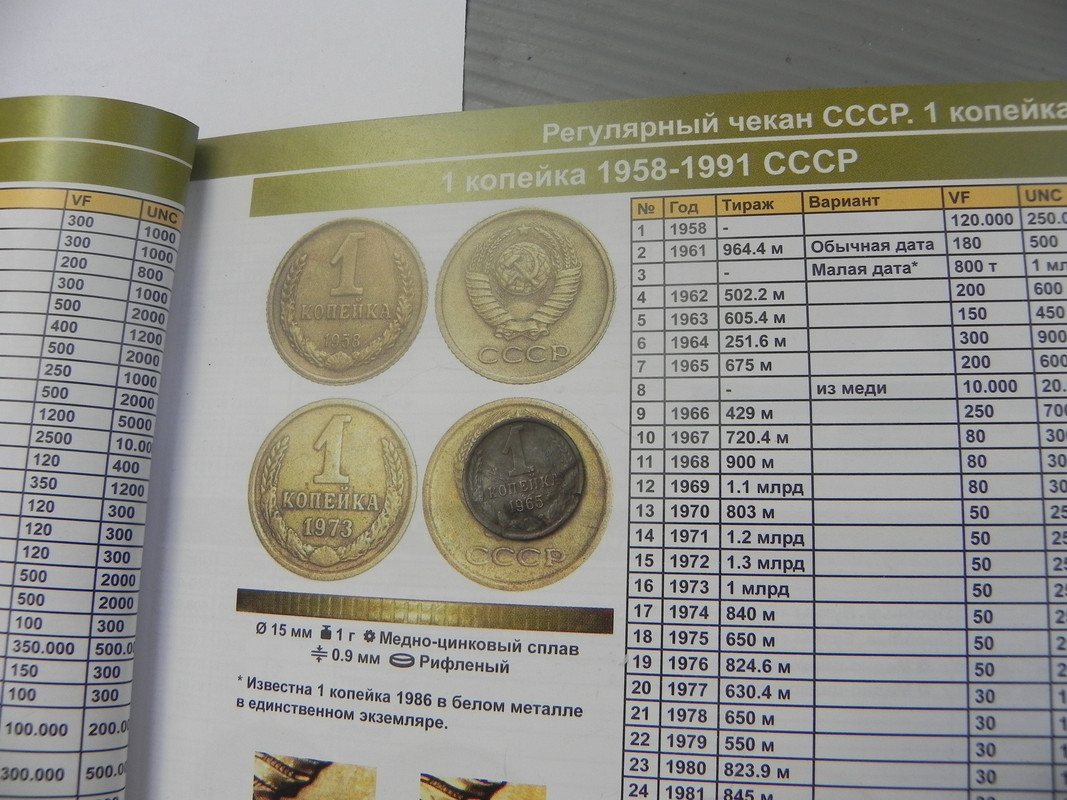 VF UNC
300 1000
300 1000
200 800
300 1000
500 2000
400 1200
500 2000
250 1000
500 2000
1200 5000
2500
120 400
350 1200
120 300
120 300
120 300
500 2000
500 2000
100 300
350.000
150 300
100 300
100.000
300.000
Регулярный чекан СССР. 1 копейка
1 копейка 1958-1991 СССР
1
КОПЕЙКА
1958
СССР
1
КОПЕЙКА
1973
1
КОПЕЙКА
1965
СССР
Ø 15 мм 1 г Медно-цинковый сплав
0.9 мм Рифленый
* Известна 1 копейка 1986 в белом металле
в единственном экземляре.
№ Год Тираж Вариант VF UNC
1 1958 - 120.000
2 1961 964.4 м Обычная дата 180 500
3 - Малая дата* 800 т
4 1962 502.2 м 200 600
5 1963 605.4 м 150 450
6 1964 251.6 м 300 900
7 1965 675 м 200 600
8 - из меди 10.000
9 1966 429 м 250
10 1967 720.4 м 80
11 1968 900 м 80
12 1969 1.1 млрд 80
13 1970 803 м 50
14 1971 1.2 млрд 50
15 1972 1.3 млрд 50
16 1973 1 млрд 50
17 1974 840 м 50
18 1975 650 м 50
19 1976 824.6 м 50
20 1977 630.4 м 30
21 1978 650 м 30
22 1979 550 м 30
23 1980 823.9 м 30
24 1981 845 м